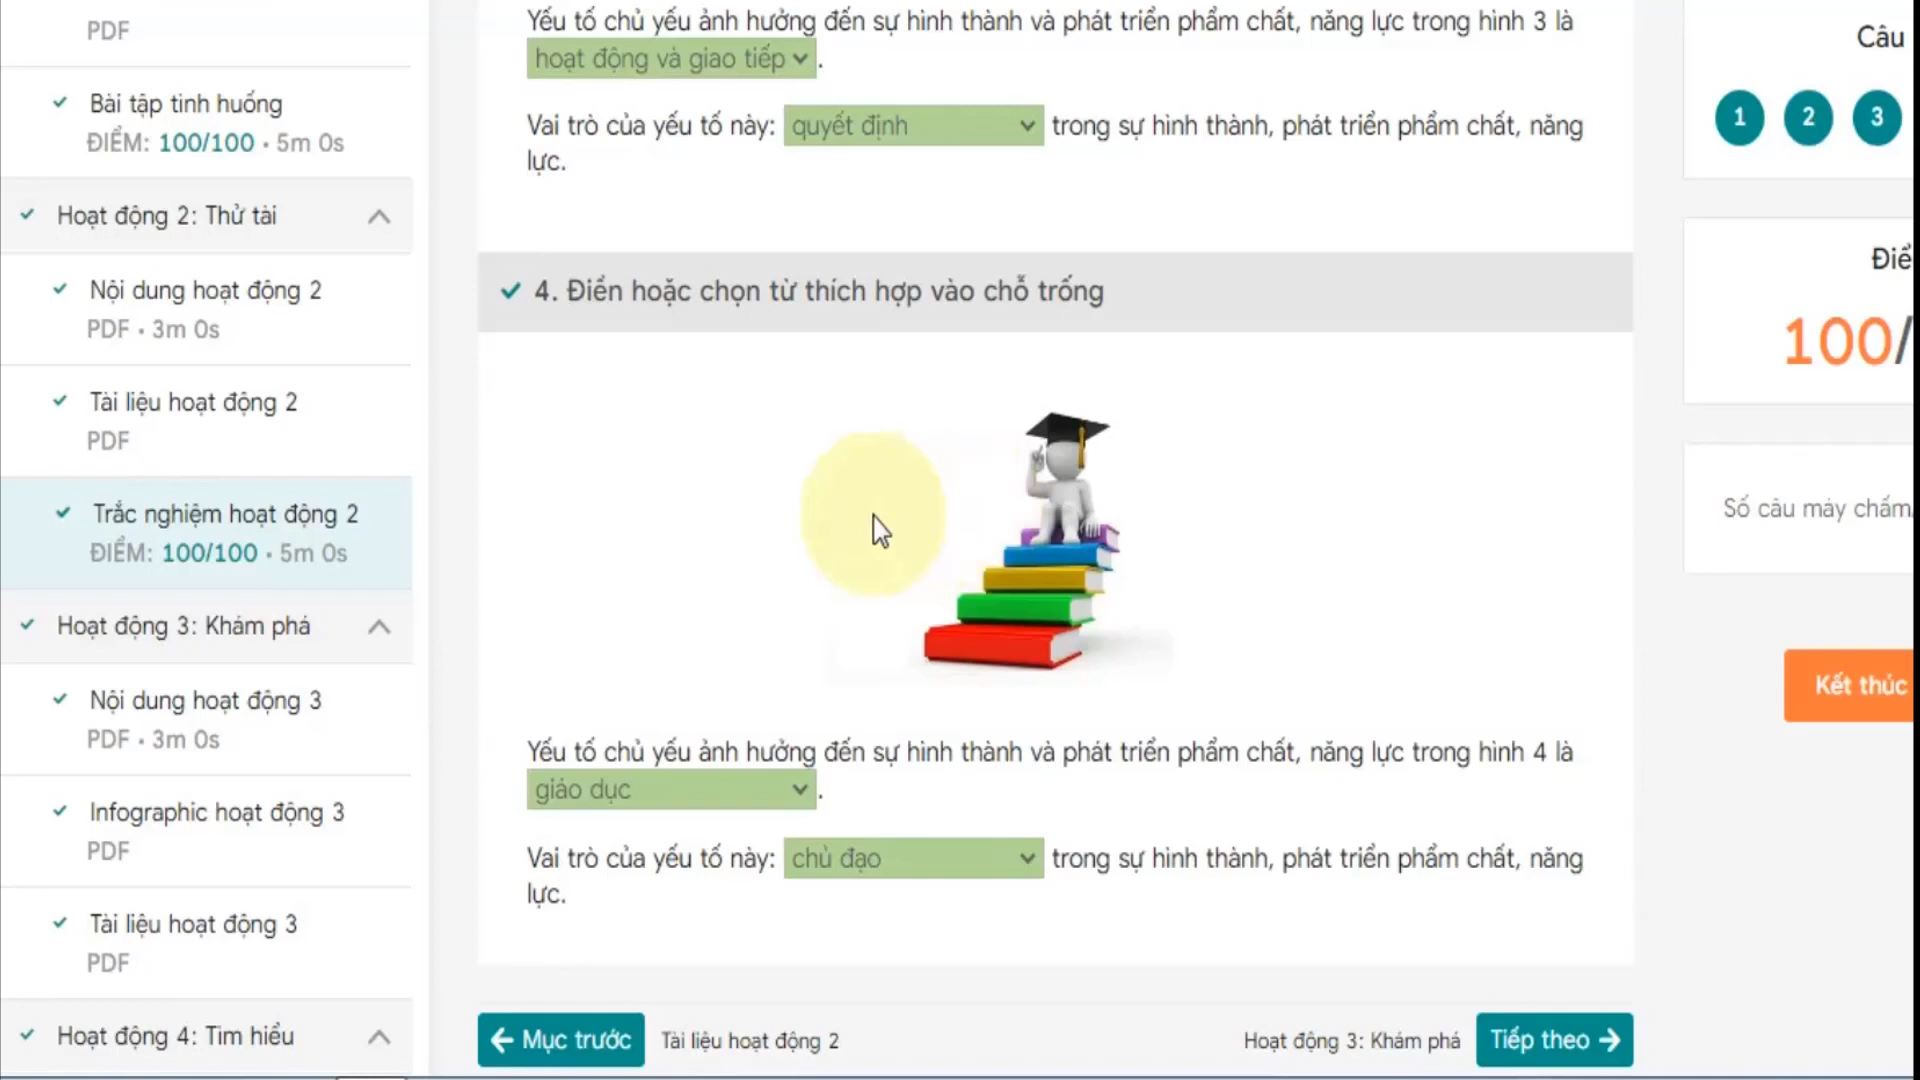 PDF
Bài tập tinh huống
ĐIỂM: 100/100 • 5m 0s
Hoạt động 2: Thử tài
Nội dung hoạt động 2
PDF • 3m 0s
Tài liệu hoạt động 2
PDF
Trắc nghiệm hoạt động 2
ĐIỂM: 100/100 • 5m 0s
Hoạt động 3: Khám phá
Nội dung hoạt động 3
PDF • 3m 0s
Infographic hoạt động 3
PDF
Tài liệu hoạt động 3
PDF
Hoạt động 4: Tìm hiểu
Yếu tố chủ yếu ảnh hưởng đến sự hình thành và phát triển phẩm chất, năng lực trong hình 3 là
hoạt động và giao tiếp .
Vai trò của yếu tố này: quyết định trong sự hình thành, phát triển phẩm chất, năng
lực.
4. Điền hoặc chọn từ thích hợp vào chỗ trống
Yếu tố chủ yếu ảnh hưởng đến sự hình thành và phát triển phẩm chất, năng lực trong hình 4 là
giáo dục .
Vai trò của yếu tố này: chủ đạo trong sự hình thành, phát triển phẩm chất, năng
lực.
Mục trước Tài liệu hoạt động 2 Hoạt động 3: Khám phá Tiếp theo
Câu
1 2 3
100/
Số câu máy chấm
Kết thúc